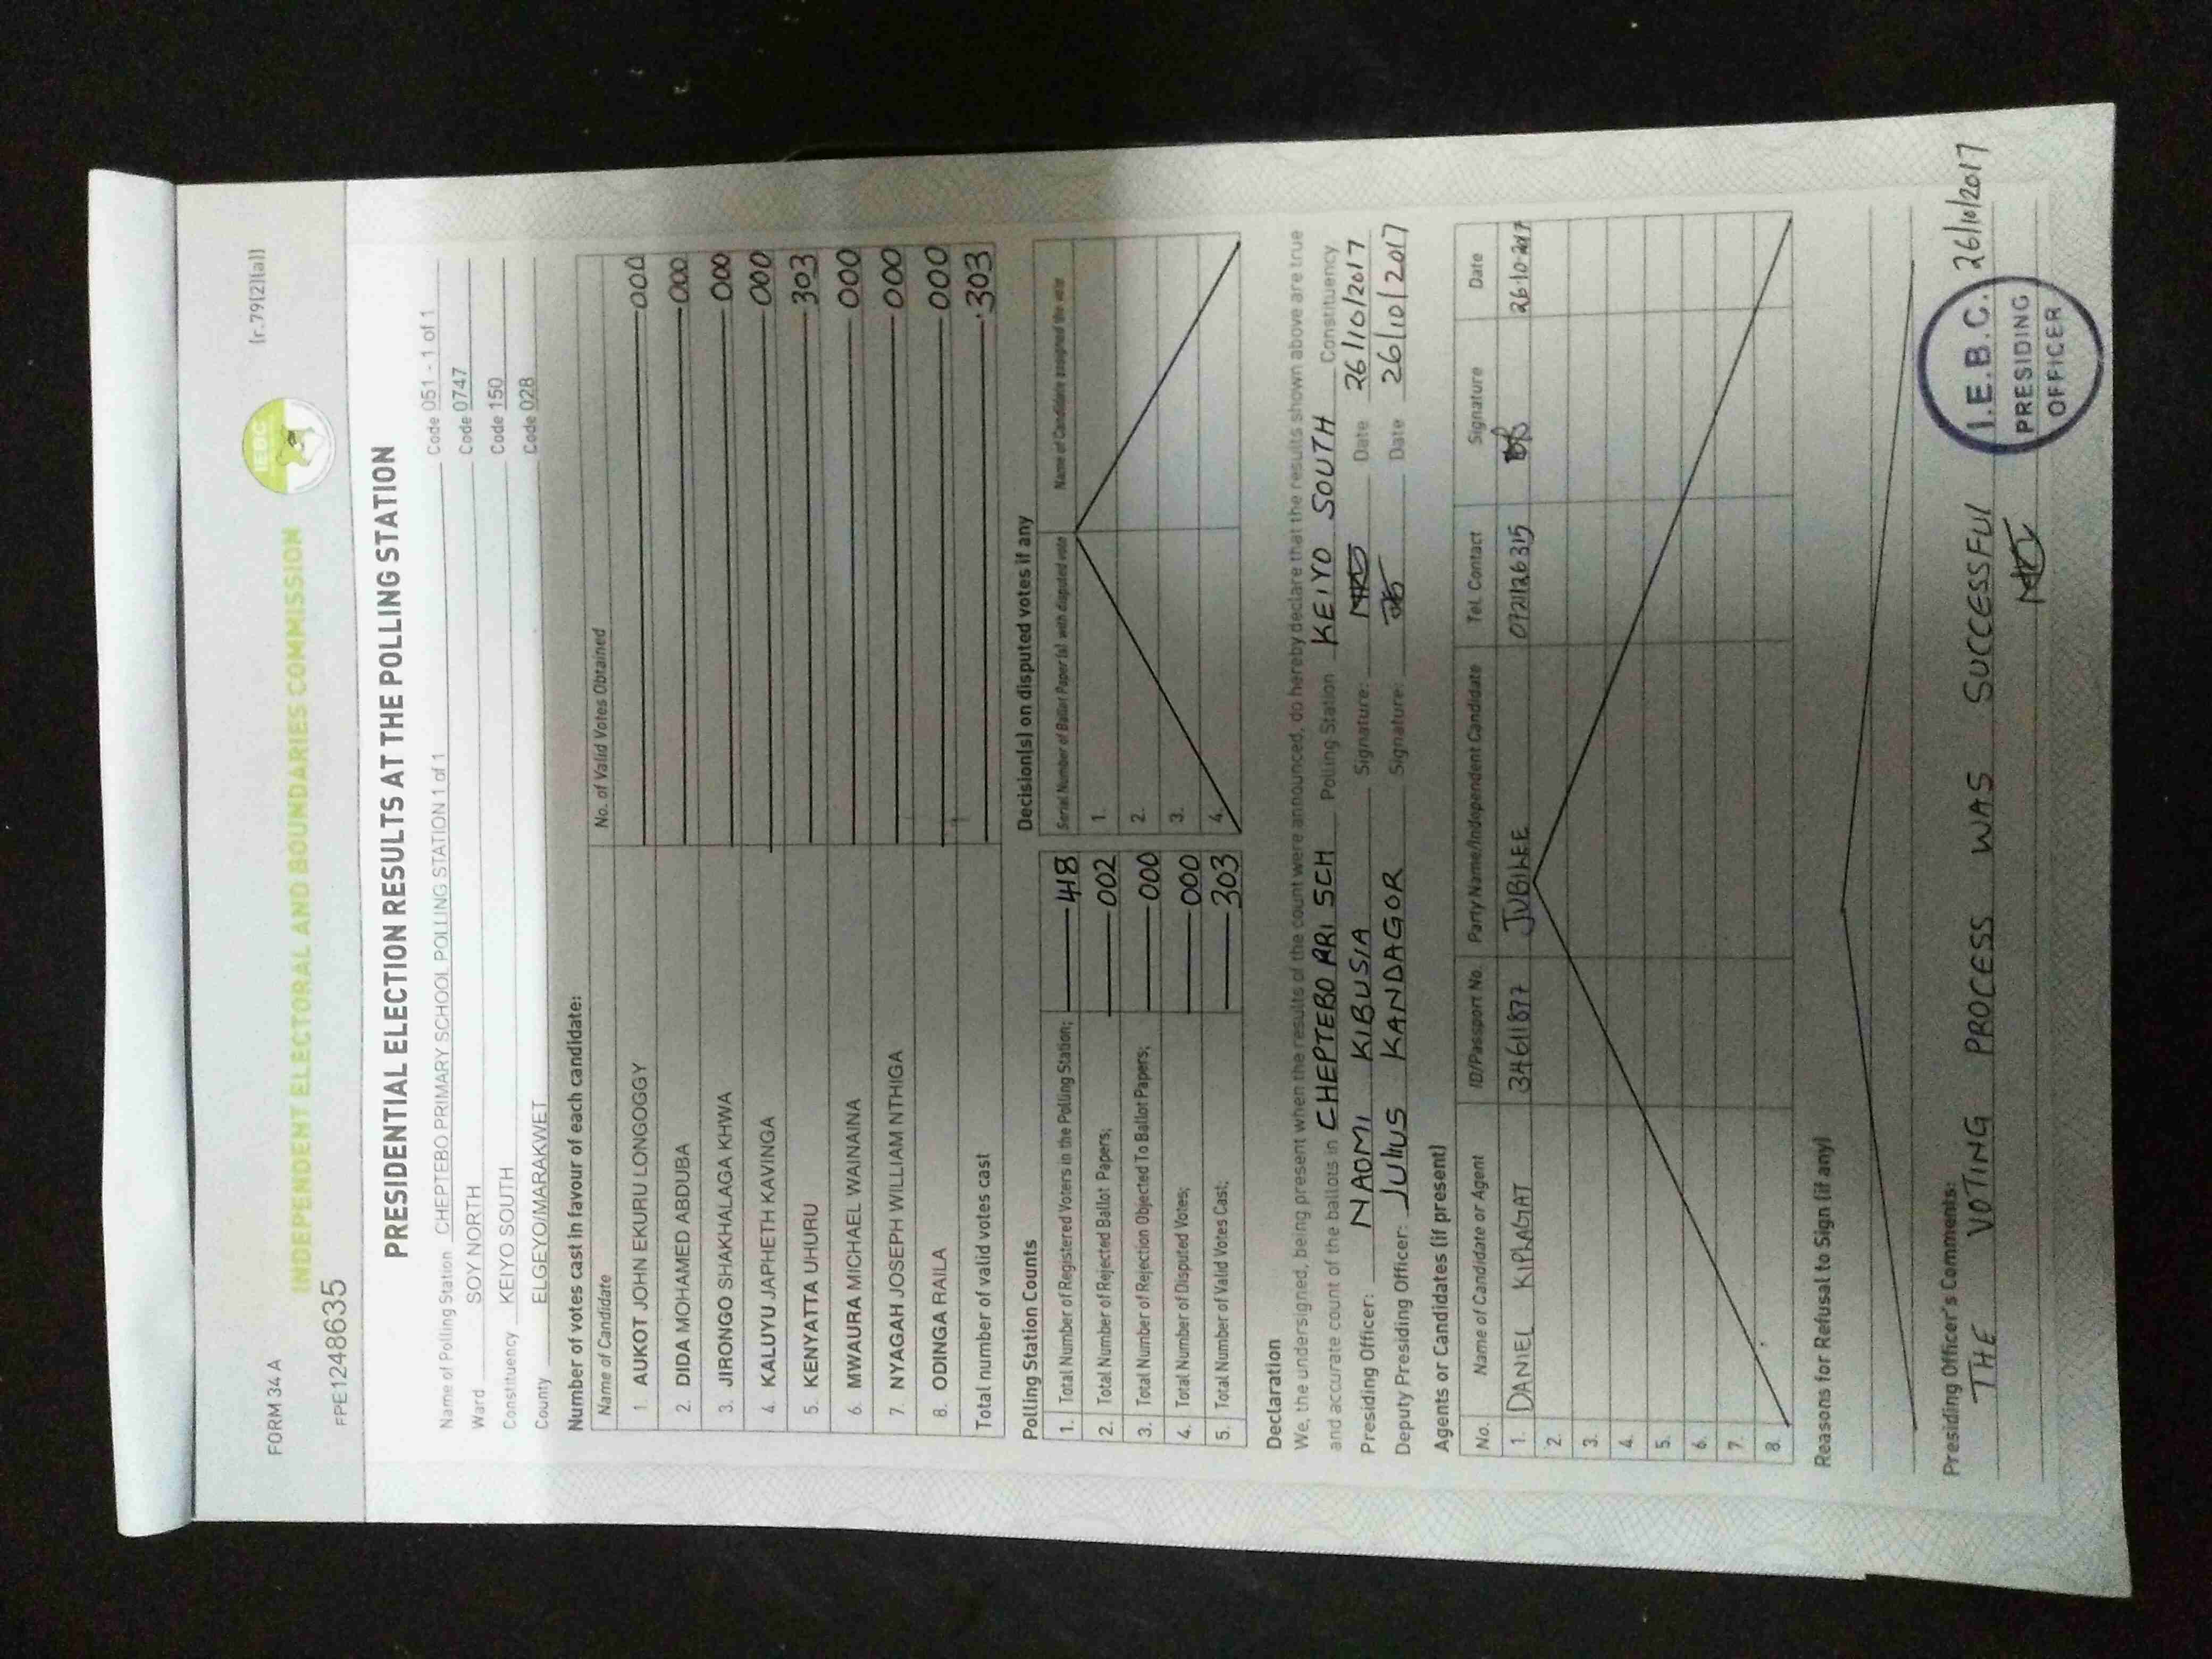 FORM 34 A
(r.79(2)(a))
INDEPENDENT ELECTORAL AND BOUNDARIES COMMISSION
IEBC
FPE1248635
PRESIDENTIAL ELECTION RESULTS AT THE POLLING STATION
Name of Polling Station CHEPTEBO PRIMARY SCHOOL POLLING STATION 1 of 1 Code 051 - 1 of 1
Ward SOY NORTH Code 0747
Constituency KEIYO SOUTH Code 150
County ELGEYO/MARAKWET Code 028
Number of votes cast in favour of each candidate:
Name of Candidate No. of Valid Votes Obtained
1. AUKOT JOHN EKURU LONGOGGY 000
2. DIDA MOHAMED ABDUBA 000
3. JIRONGO SHAKHALAGA KHWA 000
4. KALUYU JAPHETH KAVINGA 000
5. KENYATTA UHURU 303
6. MWAURA MICHAEL WAINAINA 000
7. NYAGAH JOSEPH WILLIAM NTHIGA 000
8. ODINGA RAILA 000
Total number of valid votes cast 303
Polling Station Counts
1. Total Number of Registered Voters in the Polling Station; 418
2. Total Number of Rejected Ballot Papers; 002
3. Total Number of Rejection Objected To Ballot Papers; 000
4. Total Number of Disputed Votes; 000
5. Total Number of Valid Votes Cast; 303
Decision(s) on disputed votes if any
Serial Number of Ballot Paper (s) with disputed vote Name of Candidate assigned the vote
1.
2.
3.
4.
Declaration
We, the undersigned, being present when the results of the count were announced, do hereby declare that the results shown above are true
and accurate count of the ballots in CHEPTEBO PRI SCH Polling Station KEIYO SOUTH Constituency
Presiding Officer: NAOMI KIBUSIA Signature: Date 26/10/2017
Deputy Presiding Officer: JULIUS KANDAGOR Signature: Date 26/10/2017
Agents or Candidates (if present)
No. Name of Candidate or Agent ID/Passport No. Party Name/Independent Candidate Tel. Contact Signature Date
1. DANIEL KIPLAGAT 34611877 JUBILEE 0721126315 26.10.2017
2.
3.
4.
5.
6.
7.
8.
Reasons for Refusal to Sign (if any)
Presiding Officer's Comments:
THE VOTING PROCESS WAS SUCCESSFUL 26/10/2017
I.E.B.C.
PRESIDING
OFFICER